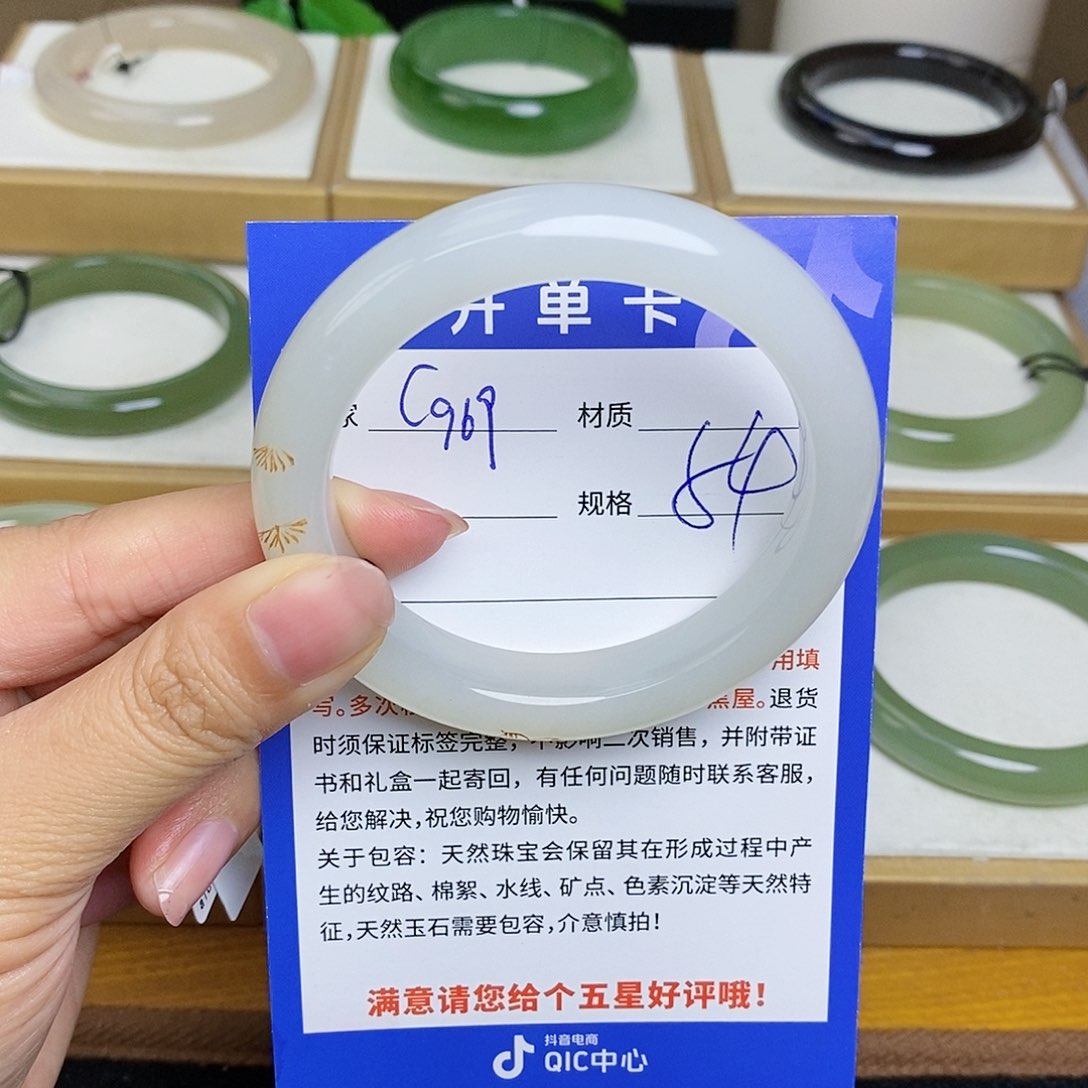 开单卡
家 C969 材质
规格 54
用填
写。多次
黑屋。退货
时须保证标签完整，不影响二次销售，并附带证
书和礼盒一起寄回，有任何问题随时联系客服，
给您解决，祝您购物愉快。
关于包容：天然珠宝会保留其在形成过程中产
生的纹路、棉絮、水线、矿点、色素沉淀等天然特
征，天然玉石需要包容，介意慎拍！
满意请您给个五星好评哦！
抖音电商
QIC中心